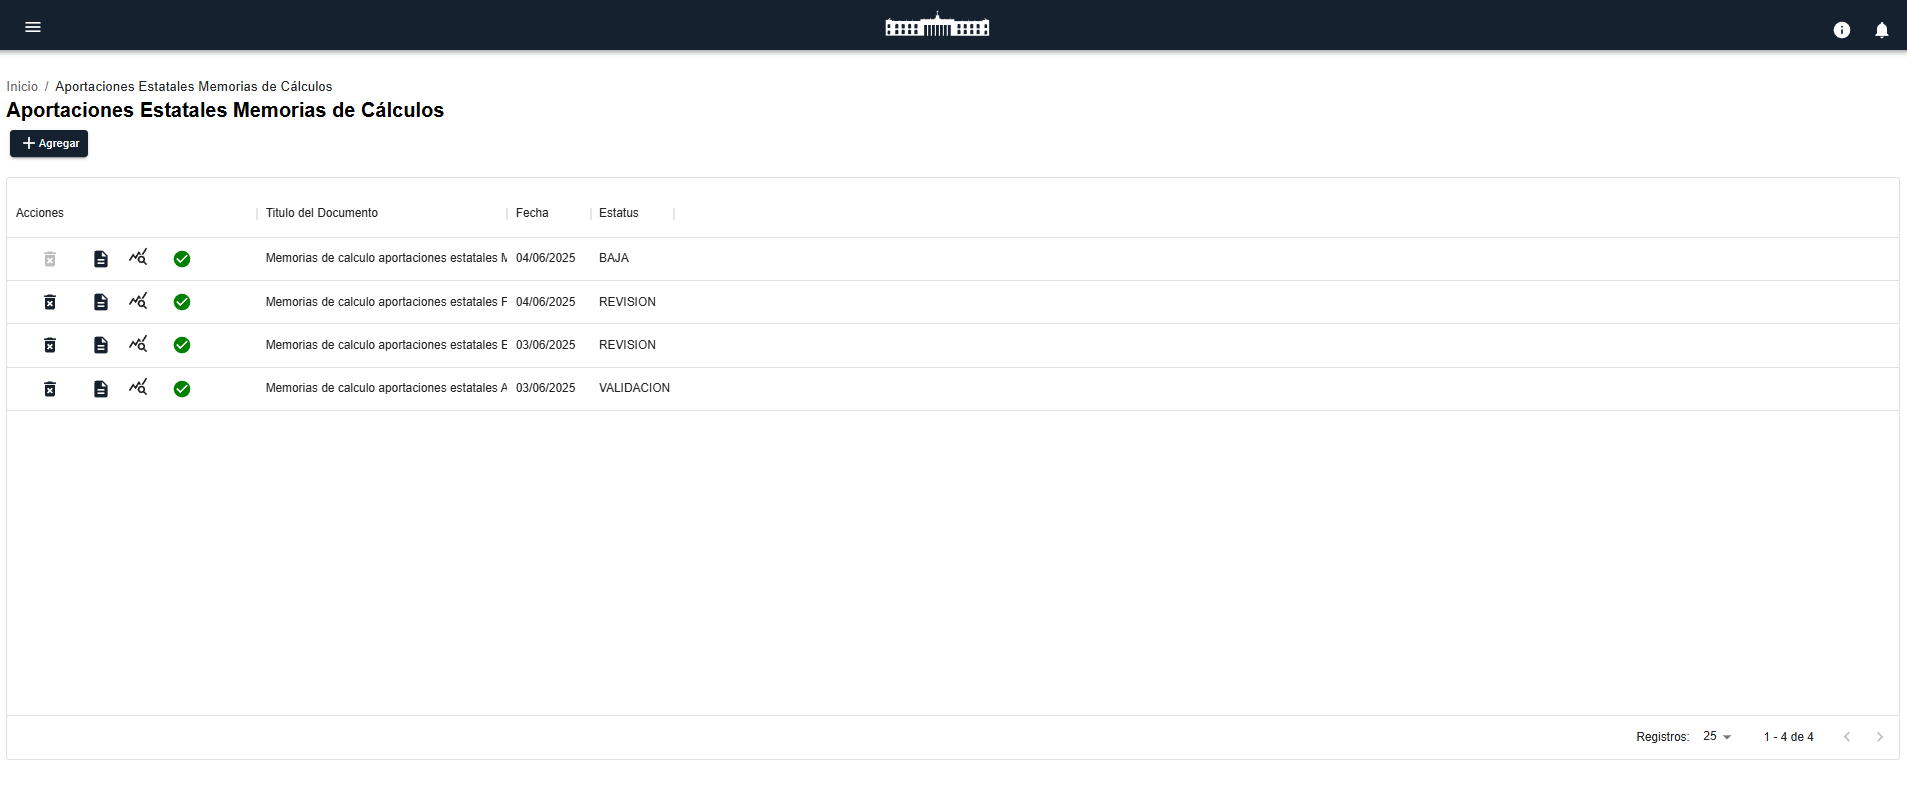 Inicio / Aportaciones Estatales Memorias de Cálculos
Aportaciones Estatales Memorias de Cálculos
Agregar
Acciones Titulo del Documento Fecha Estatus
Memorias de calculo aportaciones estatales 04/06/2025 BAJA
Memorias de calculo aportaciones estatales 04/06/2025 REVISION
Memorias de calculo aportaciones estatales 03/06/2025 REVISION
Memorias de calculo aportaciones estatales 03/06/2025 VALIDACION
Registros: 25 1 - 4 de 4